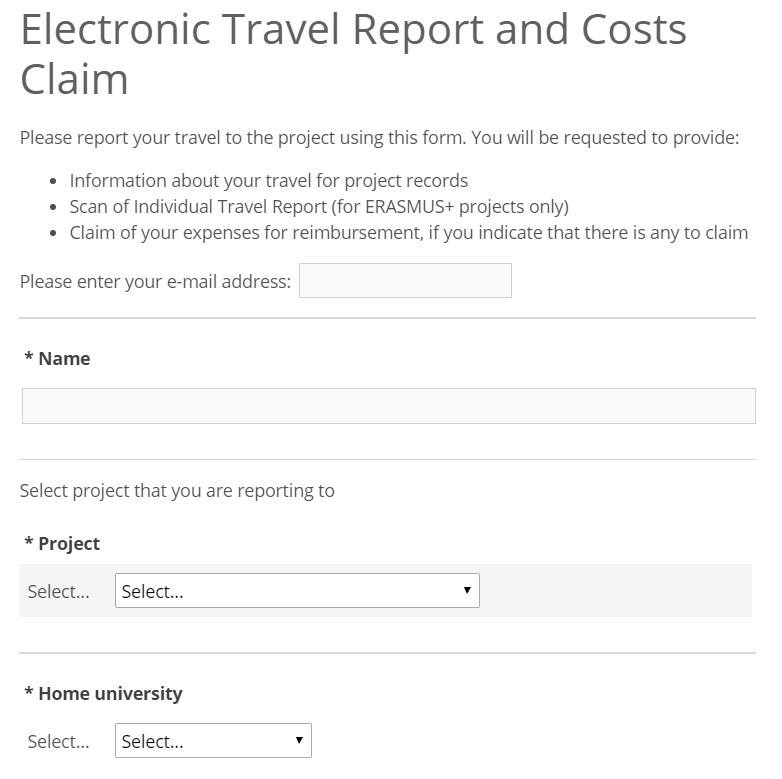 Electronic Travel Report and Costs
Claim
Please report your travel to the project using this form. You will be requested to provide:
• Information about your travel for project records
• Scan of Individual Travel Report (for ERASMUS+ projects only)
• Claim of your expenses for reimbursement, if you indicate that there is any to claim
Please enter your e-mail address:
* Name
Select project that you are reporting to
* Project
Select... Select...
* Home university
Select... Select...